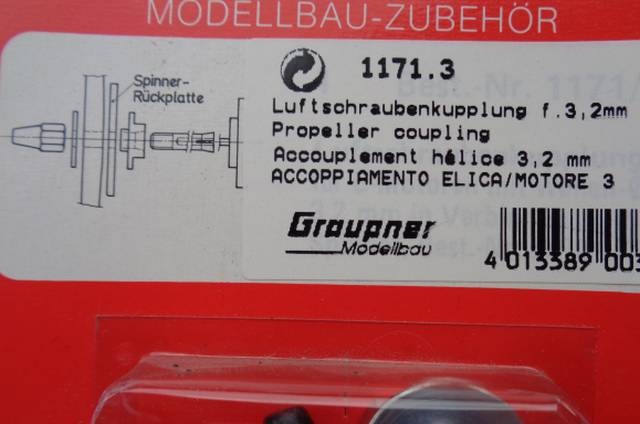 MODELLBAU-ZUBEHÖR
Spinner-
Rückplatte
1171.3
Luftschraubenkupplung f.3,2mm
Propeller coupling
Accouplement hélice 3,2 mm
ACCOPPIAMENTO ELICA/MOTORE 3
Graupner
Modellbau
4 013389 003